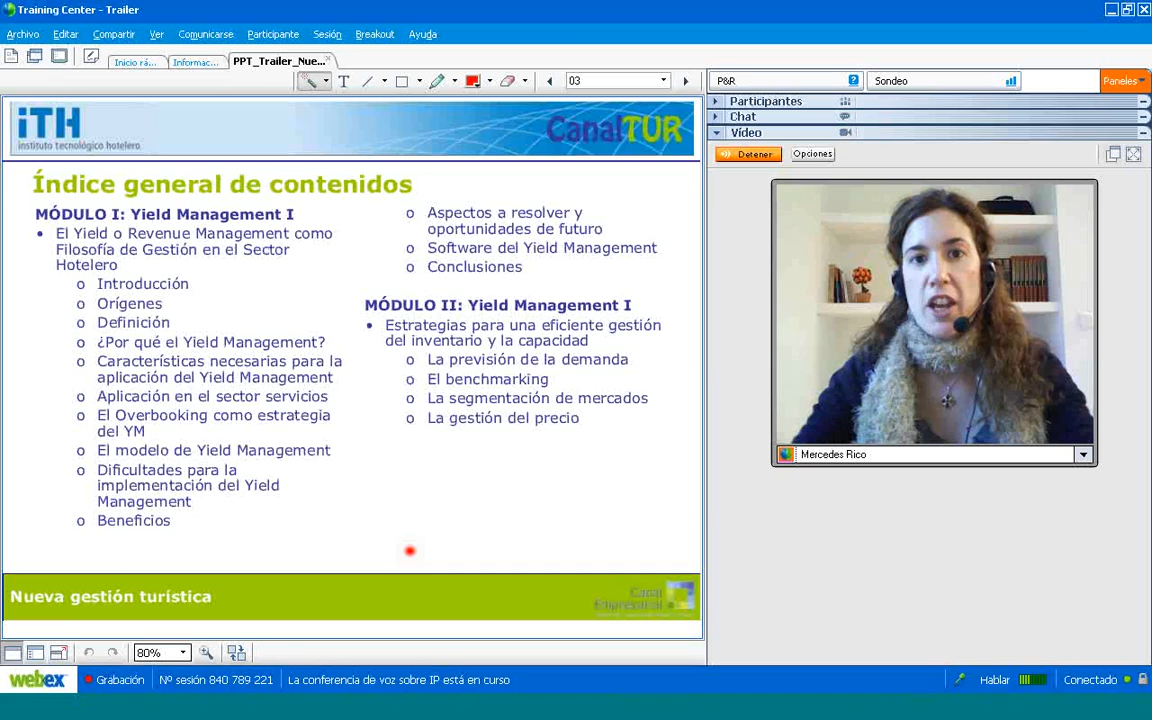 Training Center - Trailer
Archivo Editar Compartir Ver Comunicarse Participante Sesión Breakout Ayuda
Inicio rá... Informac... PPT_Trailer_Nue...
T 03
P&R ? Sondeo Paneles
Participantes
Chat
Vídeo
Detener Opciones
iTH
instituto tecnológico hotelero
CanalTUR
Índice general de contenidos
MÓDULO I: Yield Management I
• El Yield o Revenue Management como
Filosofía de Gestión en el Sector
Hotelero
o Introducción
o Orígenes
o Definición
o ¿Por qué el Yield Management?
o Características necesarias para la
aplicación del Yield Management
o Aplicación en el sector servicios
o El Overbooking como estrategia
del YM
o El modelo de Yield Management
o Dificultades para la
implementación del Yield
Management
o Beneficios
o Aspectos a resolver y
oportunidades de futuro
o Software del Yield Management
o Conclusiones
MÓDULO II: Yield Management I
• Estrategias para una eficiente gestión
del inventario y la capacidad
o La previsión de la demanda
o El benchmarking
o La segmentación de mercados
o La gestión del precio
Mercedes Rico
Nueva gestión turística
Canal
Empresarial
80%
webex Grabación Nº sesión 840 789 221 La conferencia de voz sobre IP está en curso Hablar Conectado